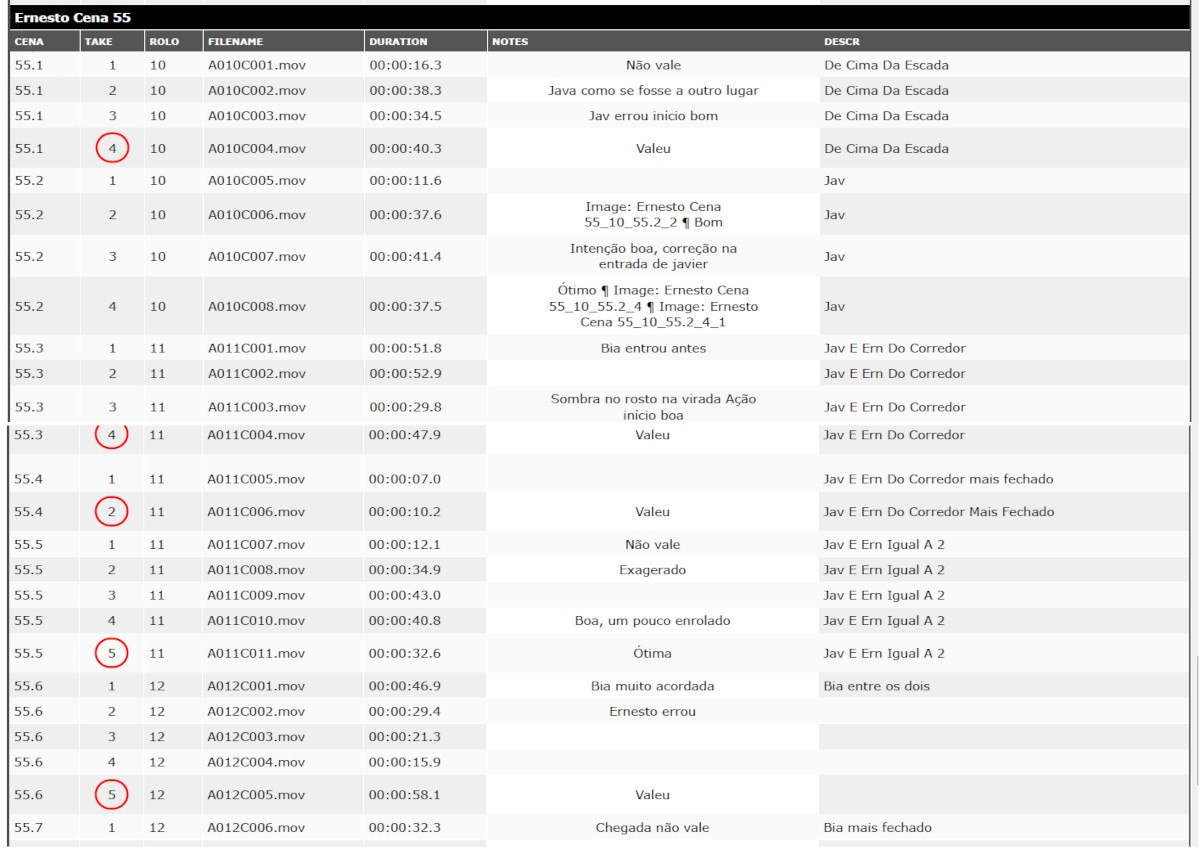 Ernesto Cena 55
CENA TAKE ROLO FILENAME DURATION NOTES DESCR
55.1 1 10 A010C001.mov 00:00:16.3 Não vale De Cima Da Escada
55.1 2 10 A010C002.mov 00:00:38.3 Java como se fosse a outro lugar De Cima Da Escada
55.1 3 10 A010C003.mov 00:00:34.5 Jav errou início bom De Cima Da Escada
55.1 4 10 A010C004.mov 00:00:40.3 Valeu De Cima Da Escada
55.2 1 10 A010C005.mov 00:00:11.6 Jav
55.2 2 10 A010C006.mov 00:00:37.6 Image: Ernesto Cena
55_10_55.2_2 ¶ Bom Jav
55.2 3 10 A010C007.mov 00:00:41.4 Intenção boa, correção na
entrada de javier Jav
55.2 4 10 A010C008.mov 00:00:37.5 Ótimo ¶ Image: Ernesto Cena
55_10_55.2_4 ¶ Image: Ernesto
Cena 55_10_55.2_4_1 Jav
55.3 1 11 A011C001.mov 00:00:51.8 Bia entrou antes Jav E Ern Do Corredor
55.3 2 11 A011C002.mov 00:00:52.9 Jav E Ern Do Corredor
55.3 3 11 A011C003.mov 00:00:29.8 Sombra no rosto na virada Ação
início boa Jav E Ern Do Corredor
55.3 4 11 A011C004.mov 00:00:47.9 Valeu Jav E Ern Do Corredor
55.4 1 11 A011C005.mov 00:00:07.0 Jav E Ern Do Corredor mais fechado
55.4 2 11 A011C006.mov 00:00:10.2 Valeu Jav E Ern Do Corredor Mais Fechado
55.5 1 11 A011C007.mov 00:00:12.1 Não vale Jav E Ern Igual A 2
55.5 2 11 A011C008.mov 00:00:34.9 Exagerado Jav E Ern Igual A 2
55.5 3 11 A011C009.mov 00:00:43.0 Jav E Ern Igual A 2
55.5 4 11 A011C010.mov 00:00:40.8 Boa, um pouco enrolado Jav E Ern Igual A 2
55.5 5 11 A011C011.mov 00:00:32.6 Ótima Jav E Ern Igual A 2
55.6 1 12 A012C001.mov 00:00:46.9 Bia muito acordada Bia entre os dois
55.6 2 12 A012C002.mov 00:00:29.4 Ernesto errou
55.6 3 12 A012C003.mov 00:00:21.3
55.6 4 12 A012C004.mov 00:00:15.9
55.6 5 12 A012C005.mov 00:00:58.1 Valeu
55.7 1 12 A012C006.mov 00:00:32.3 Chegada não vale Bia mais fechado